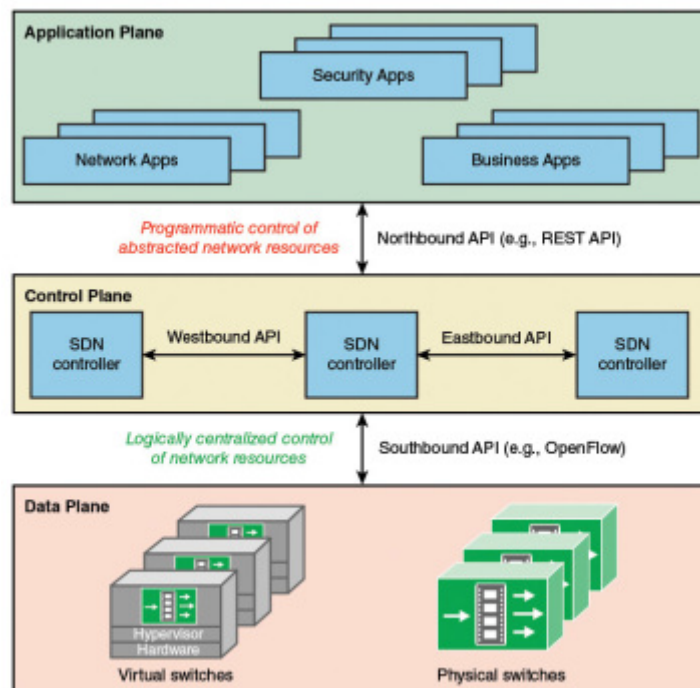 Application Plane
Security Apps
Network Apps
Business Apps
Programmatic control of
abstracted network resources
Northbound API (e.g., REST API)
Control Plane
SDN
controller
Westbound API
SDN
controller
Eastbound API
SDN
controller
Logically centralized control
of network resources
Southbound API (e.g., OpenFlow)
Data Plane
Hypervisor
Hardware
Virtual switches
Physical switches